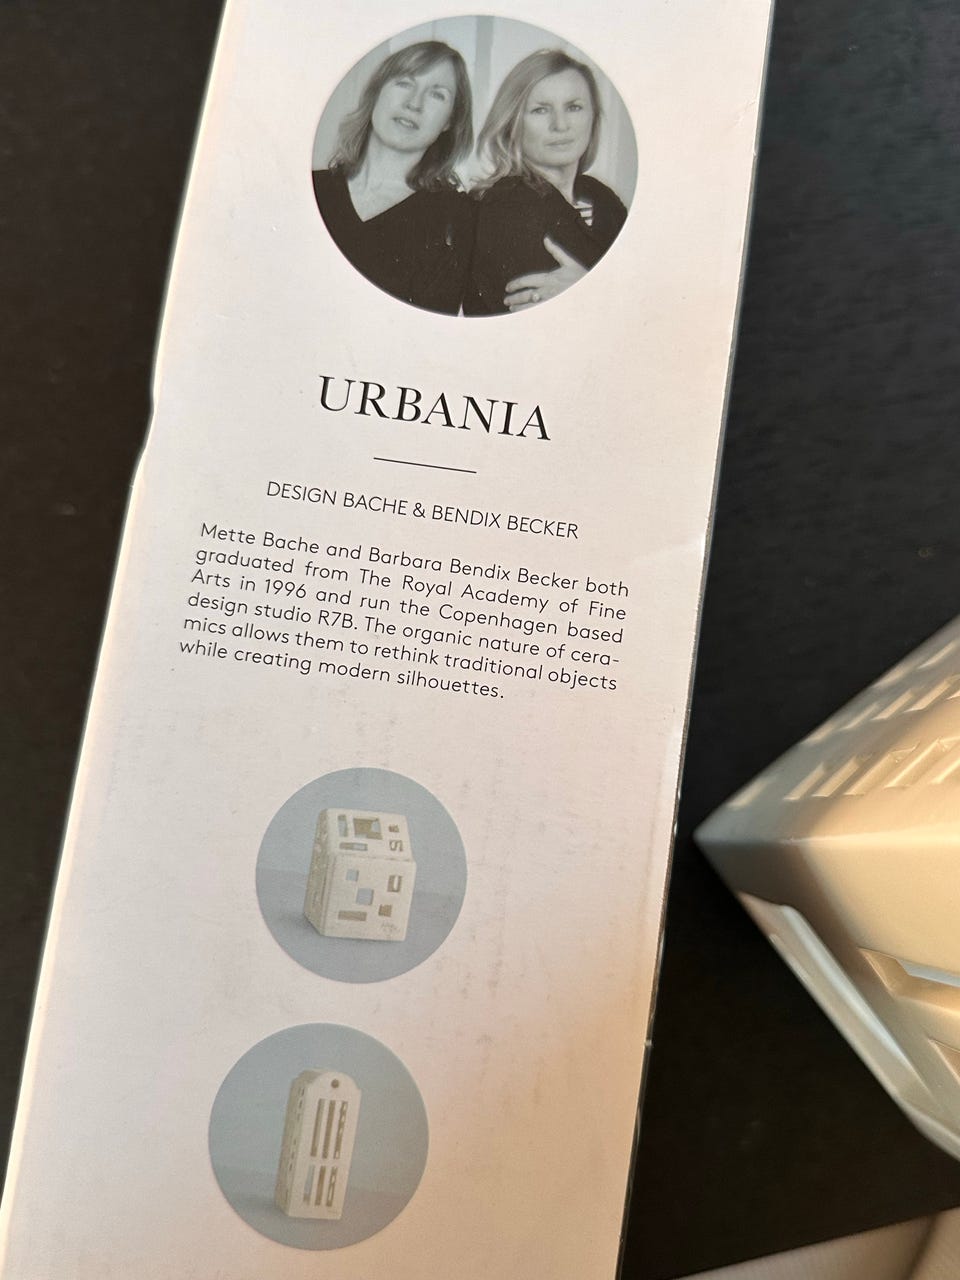 URBANIA
DESIGN BACHE & BENDIX BECKER
Mette Bache and Barbara Bendix Becker both
graduated from The Royal Academy of Fine
Arts in 1996 and run the Copenhagen based
design studio R7B. The organic nature of cera-
mics allows them to rethink traditional objects
while creating modern silhouettes.